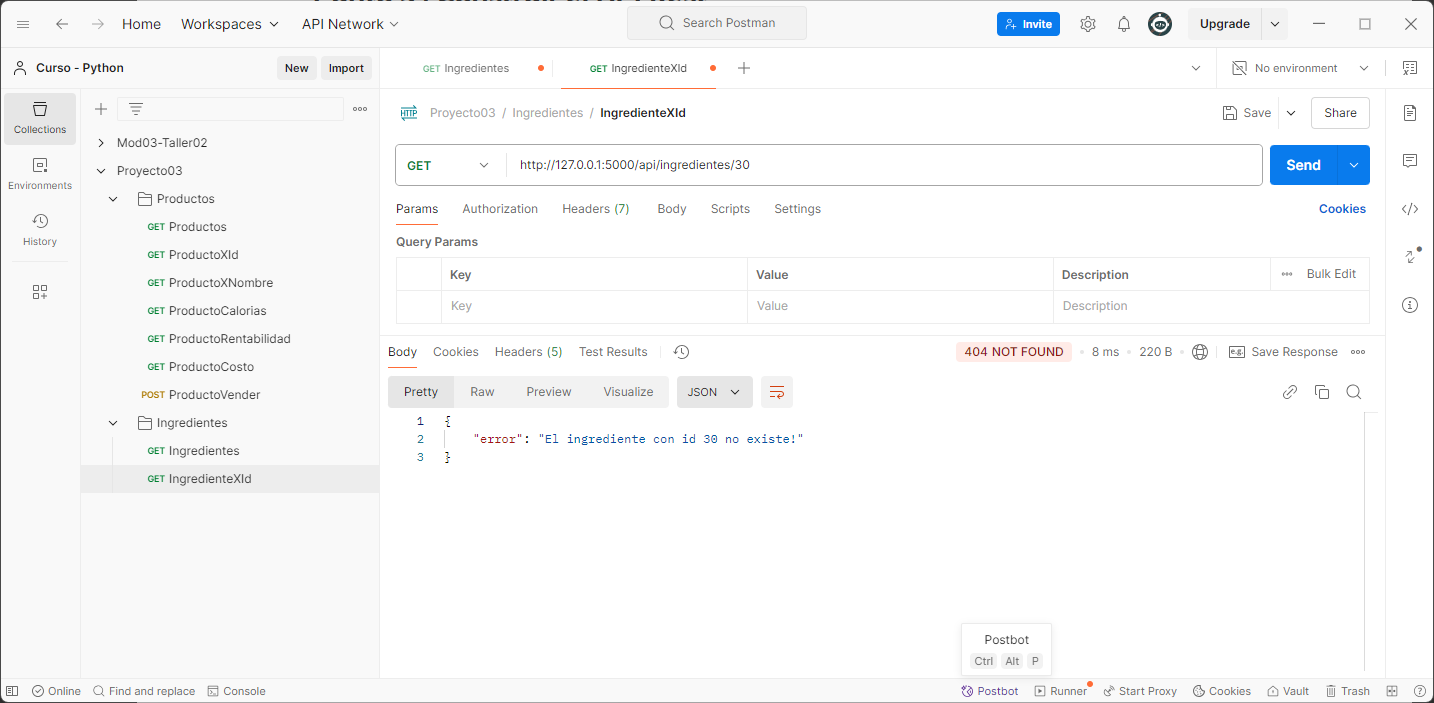 Home Workspaces API Network Search Postman Invite Upgrade
Curso - Python New Import GET Ingredientes GET IngredienteXId No environment
Collections
Environments
History
Mod03-Taller02
Proyecto03
Productos
GET Productos
GET ProductoXId
GET ProductoXNombre
GET ProductoCalorias
GET ProductoRentabilidad
GET ProductoCosto
POST ProductoVender
Ingredientes
GET Ingredientes
GET IngredienteXId
HTTP Proyecto03 / Ingredientes / IngredienteXId Save Share
GET http://127.0.0.1:5000/api/ingredientes/30 Send
Params Authorization Headers (7) Body Scripts Settings Cookies
Query Params
Key Value Description Bulk Edit
Key Value Description
Body Cookies Headers (5) Test Results 404 NOT FOUND 8 ms 220 B e.g. Save Response
Pretty Raw Preview Visualize JSON
1 {
2 "error": "El ingrediente con id 30 no existe!"
3 }
Postbot
Ctrl Alt P
Online Find and replace Console Postbot Runner Start Proxy Cookies Vault Trash